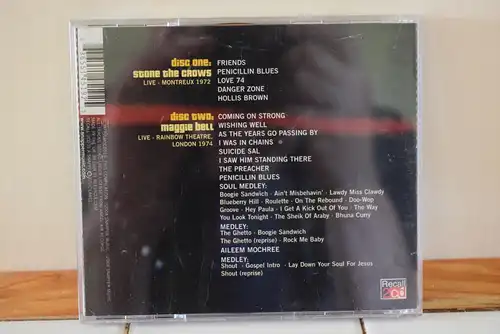 disc one:
stone the crows
LIVE - MONTREUX 1972
FRIENDS
PENICILLIN BLUES
LOVE 74
DANGER ZONE
HOLLIS BROWN
disc two:
maggie bell
LIVE - RAINBOW THEATRE,
LONDON 1974
COMING ON STRONG
WISHING WELL
AS THE YEARS GO PASSING BY
I WAS IN CHAINS
SUICIDE SAL
I SAW HIM STANDING THERE
THE PREACHER
PENICILLIN BLUES
SOUL MEDLEY:
Boogie Sandwich - Ain't Misbehavin' - Lawdy Miss Clawdy
Blueberry Hill - Roulette - On The Rebound - Doo-Wop
Groove - Hey Paula - I Get A Kick Out Of You - The Way
You Look Tonight - The Sheik Of Araby - Bhuna Curry
MEDLEY:
The Ghetto - Boogie Sandwich
The Ghetto (reprise) - Rock Me Baby
AILEEM MOCHREE
MEDLEY:
Shout - Gospel Intro - Lay Down Your Soul For Jesus
Shout (reprise)
Recall
2CD